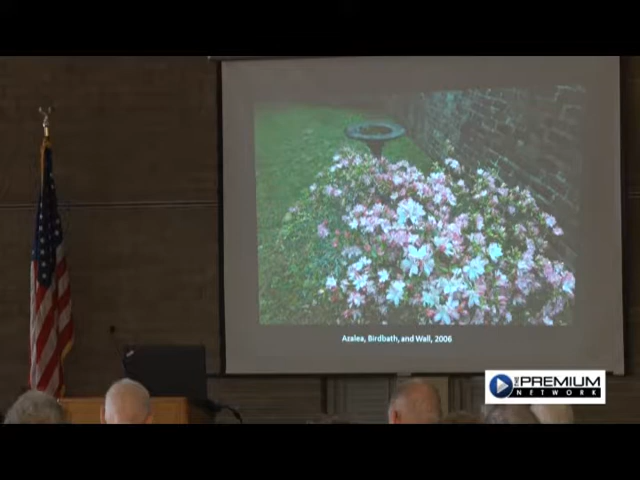 Azalea, Birdbath, and Wall, 2006
THE PREMIUM
NETWORK